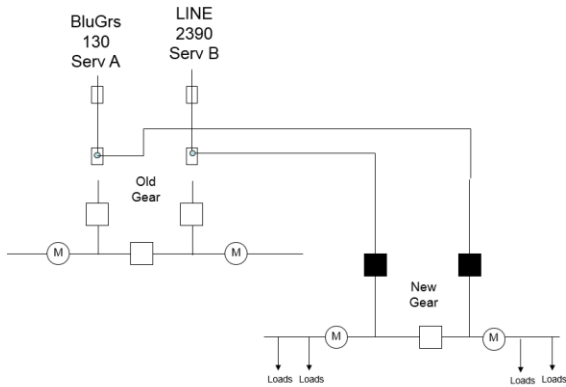 BluGrs
130
Serv A
LINE
2390
Serv B
Old
Gear
M
M
New
Gear
M
M
Loads
Loads
Loads
Loads